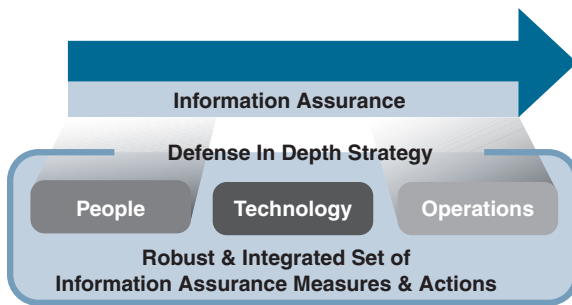 Information Assurance
Defense In Depth Strategy
People Technology Operations
Robust & Integrated Set of
Information Assurance Measures & Actions